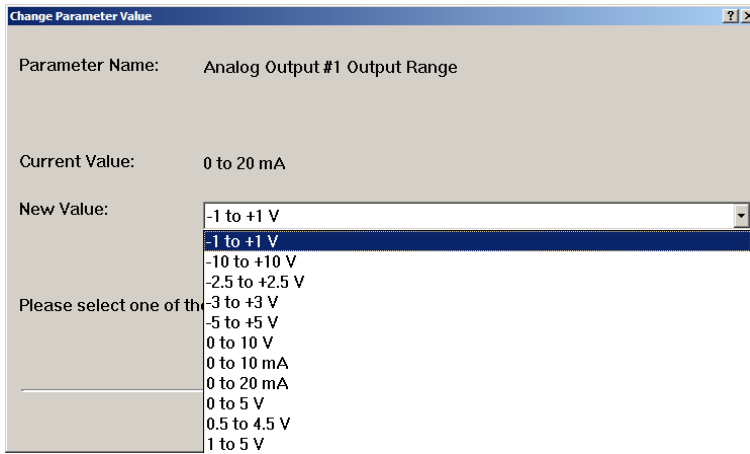 Change Parameter Value
Parameter Name: Analog Output #1 Output Range
Current Value: 0 to 20 mA
New Value: -1 to +1 V
-1 to +1 V
-10 to +10 V
-2.5 to +2.5 V
-3 to +3 V
Please select one of the
-5 to +5 V
0 to 10 V
0 to 10 mA
0 to 20 mA
0 to 5 V
0.5 to 4.5 V
1 to 5 V